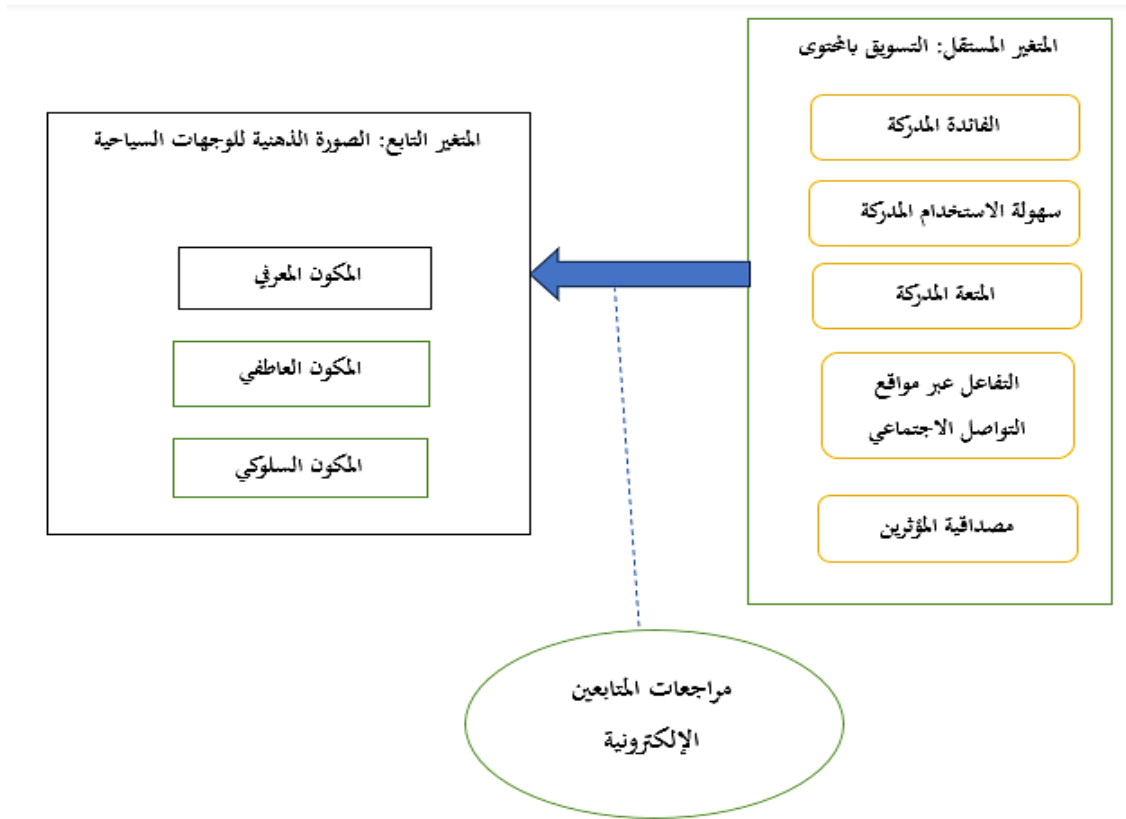 المتغير المستقل: التسويق بالمحتوى
الفائدة المدركة
سهولة الاستخدام المدركة
المتعة المدركة
التفاعل عبر مواقع
التواصل الاجتماعي
مصداقية المؤثرين
المتغير التابع: الصورة الذهنية للوجهات السياحية
المكون المعرفي
المكون العاطفي
المكون السلوكي
مراجعات المتابعين
الإلكترونية